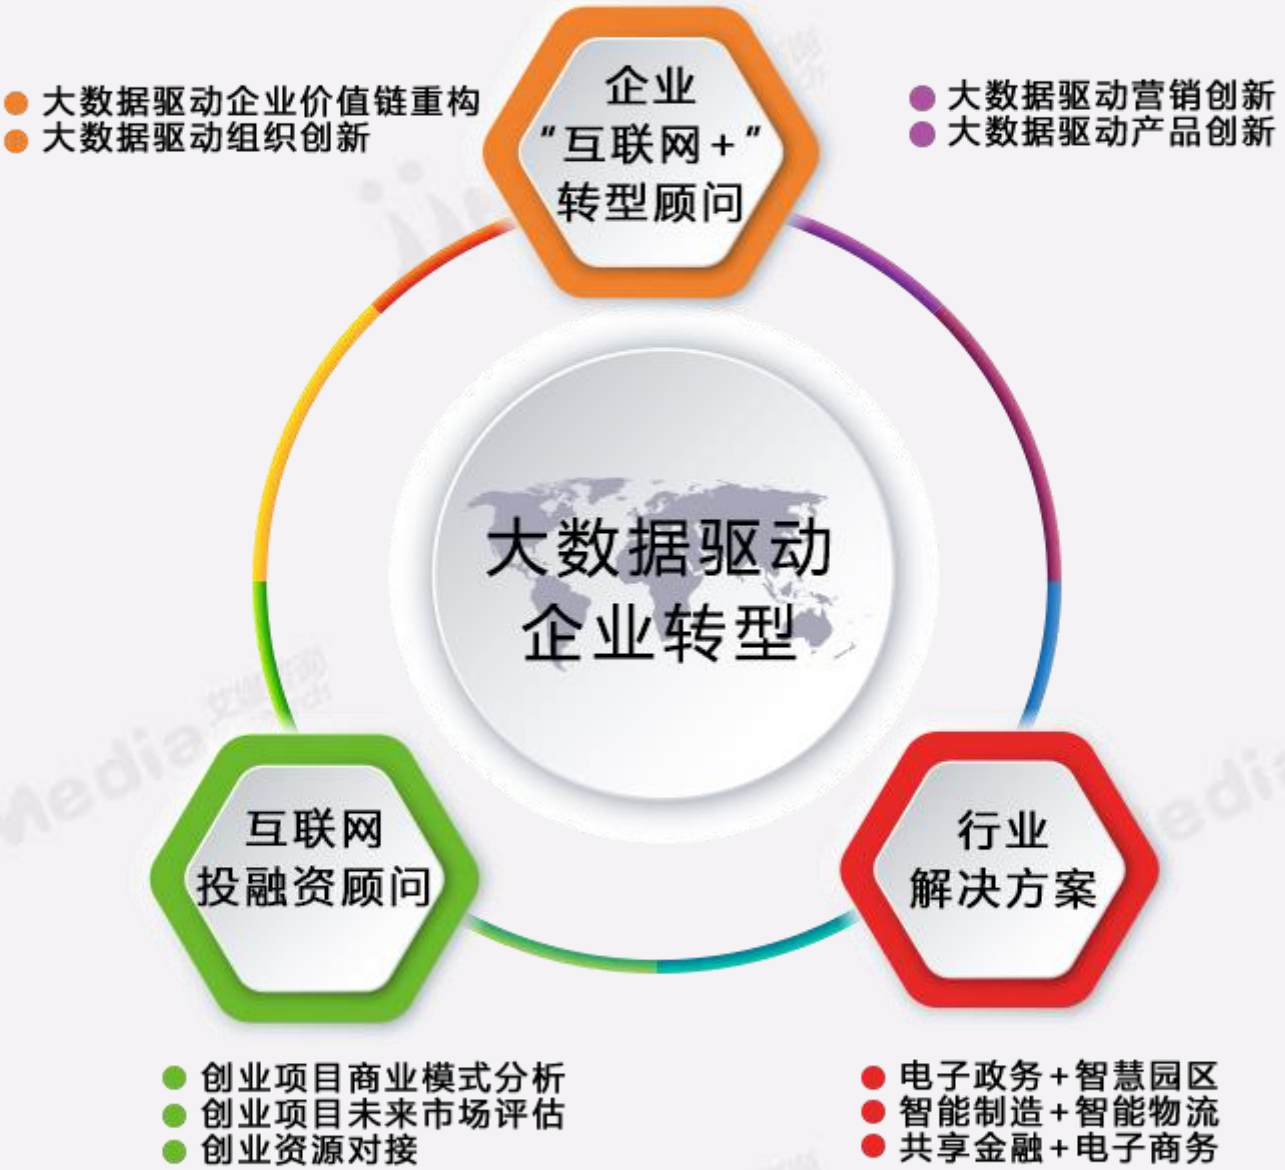 企业
“互联网+”
转型顾问
大数据驱动企业价值链重构
大数据驱动组织创新
大数据驱动营销创新
大数据驱动产品创新
大数据驱动
企业转型
互联网
投融资顾问
行业
解决方案
创业项目商业模式分析
创业项目未来市场评估
创业资源对接
电子政务+智慧园区
智能制造+智能物流
共享金融+电子商务